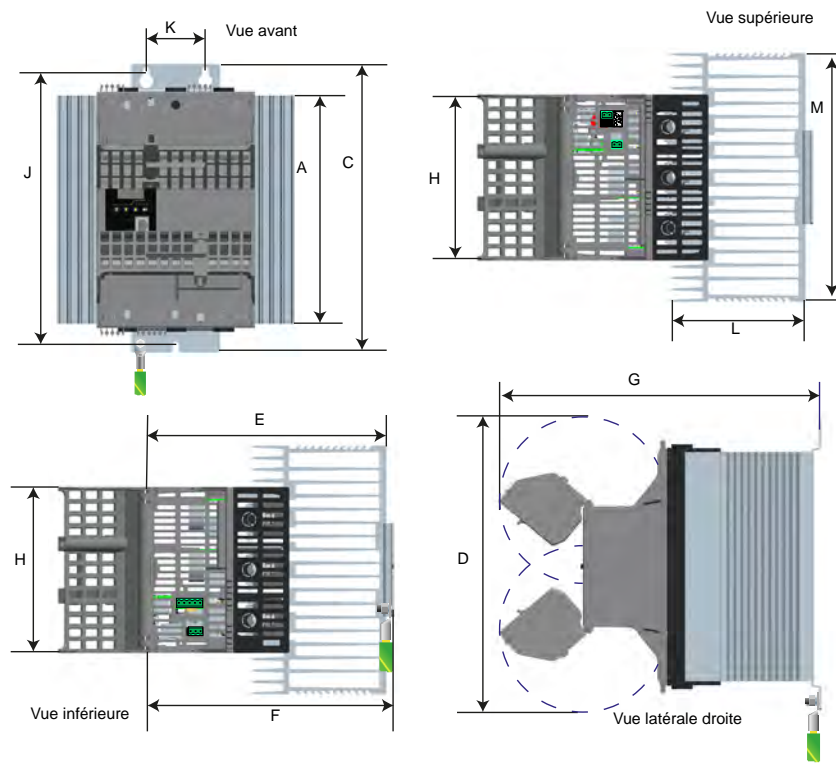 K
Vue avant
J
A
C
Vue supérieure
H
M
L
E
H
F
Vue inférieure
G
D
Vue latérale droite